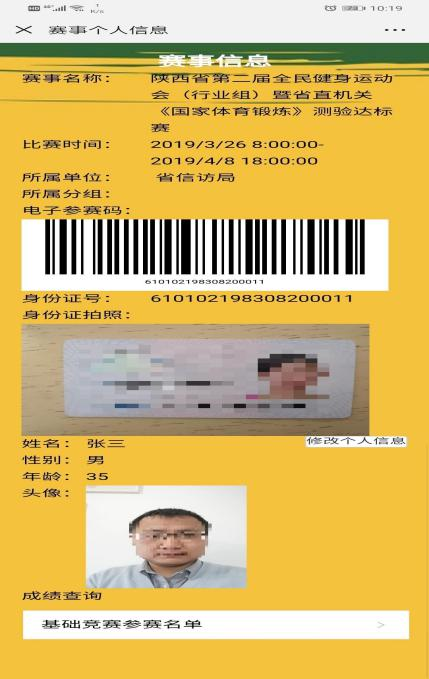 HD 46 K/s 10:19
赛事个人信息
赛事信息
赛事名称： 陕西省第二届全民健身运动
会（行业组）暨省直机关
《国家体育锻炼》测验达标
赛
比赛时间： 2019/3/26 8:00:00-
2019/4/8 18:00:00
所属单位： 省信访局
所属分组：
电子参赛码：
610102198308200011
身份证号： 610102198308200011
身份证拍照：
姓名： 张三
修改个人信息
性别： 男
年龄： 35
头像：
成绩查询
基础竞赛参赛名单